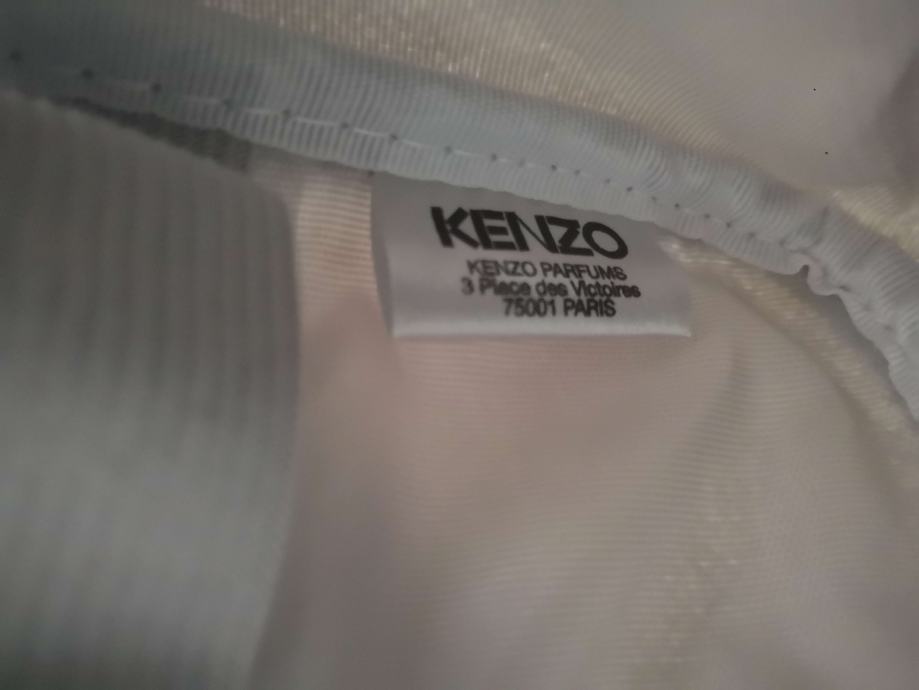 KENZO
KENZO PARFUMS
3 Place des Victoires
75001 PARIS